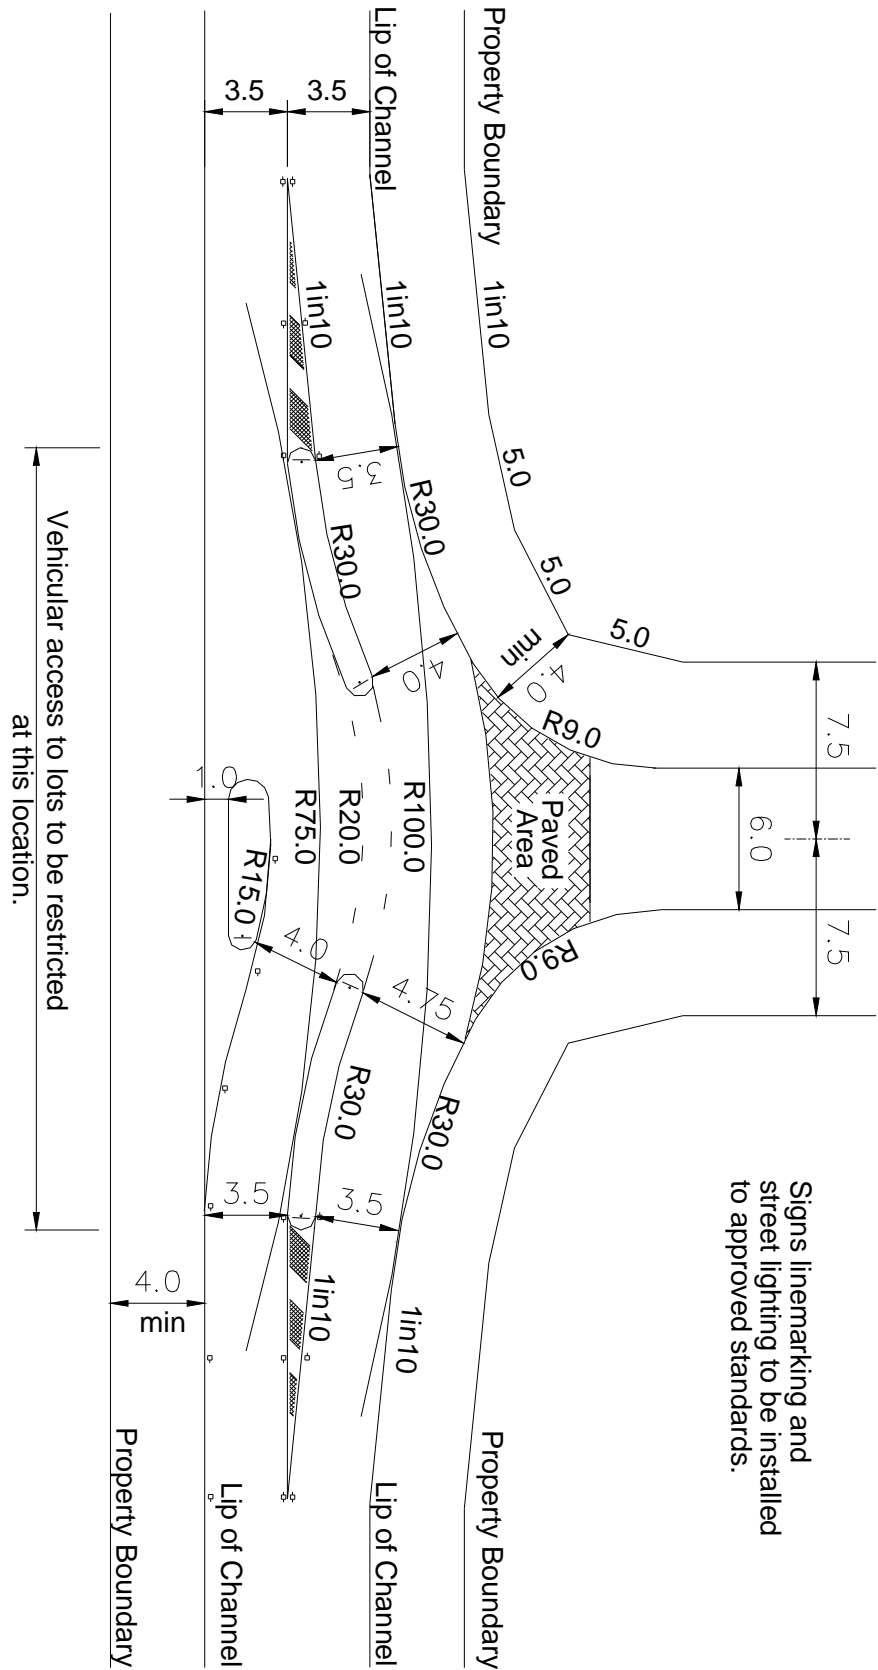 Signs linemarking and
street lighting to be installed
to approved standards.
7.5
7.5
6.0
5.0
5.0
5.0
4.0
min
R9.0
R9.0
Paved
Area
Property Boundary
1in10
Property Boundary
Lip of Channel
1in10
R30.0
R30.0
1in10
Lip of Channel
R100.0
4.0
4.75
3.5
3.5
1in10
R30.0
3.5
R20.0
R30.0
3.5
1in10
R75.0
4.0
R15.0
1.0
3.5
Lip of Channel
4.0
min
Property Boundary
Vehicular access to lots to be restricted
at this location.